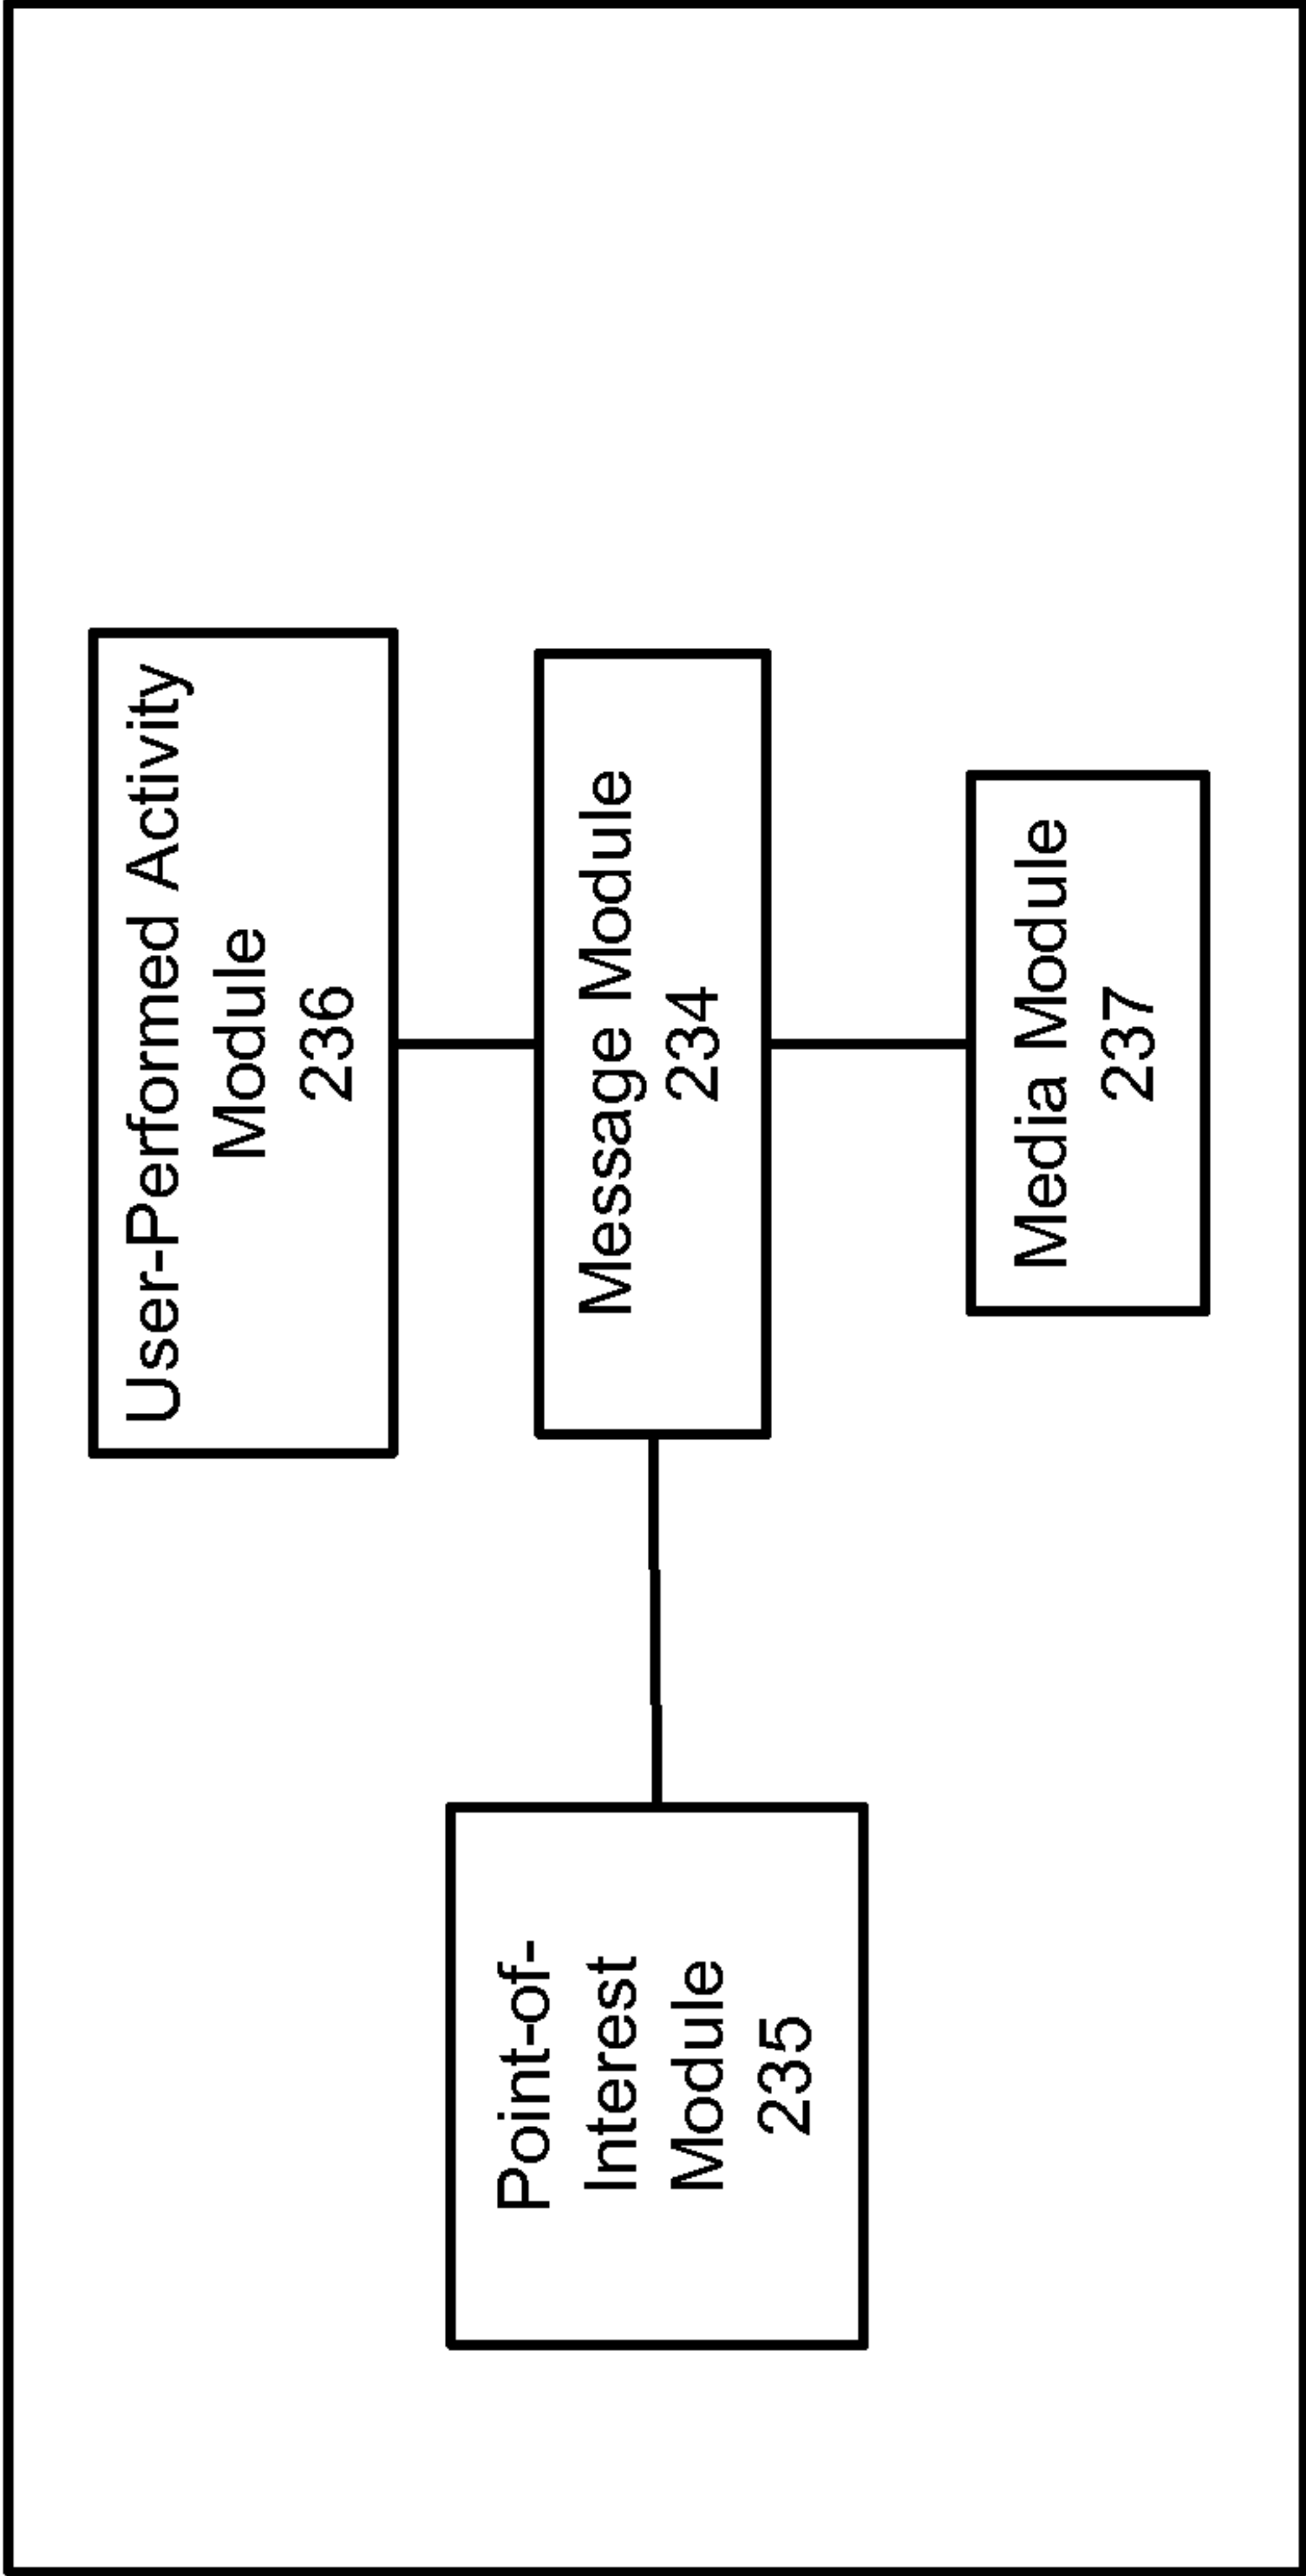 User-Performed Activity
Module
236
Point-of-
Interest
Module
235
Message Module
234
Media Module
237